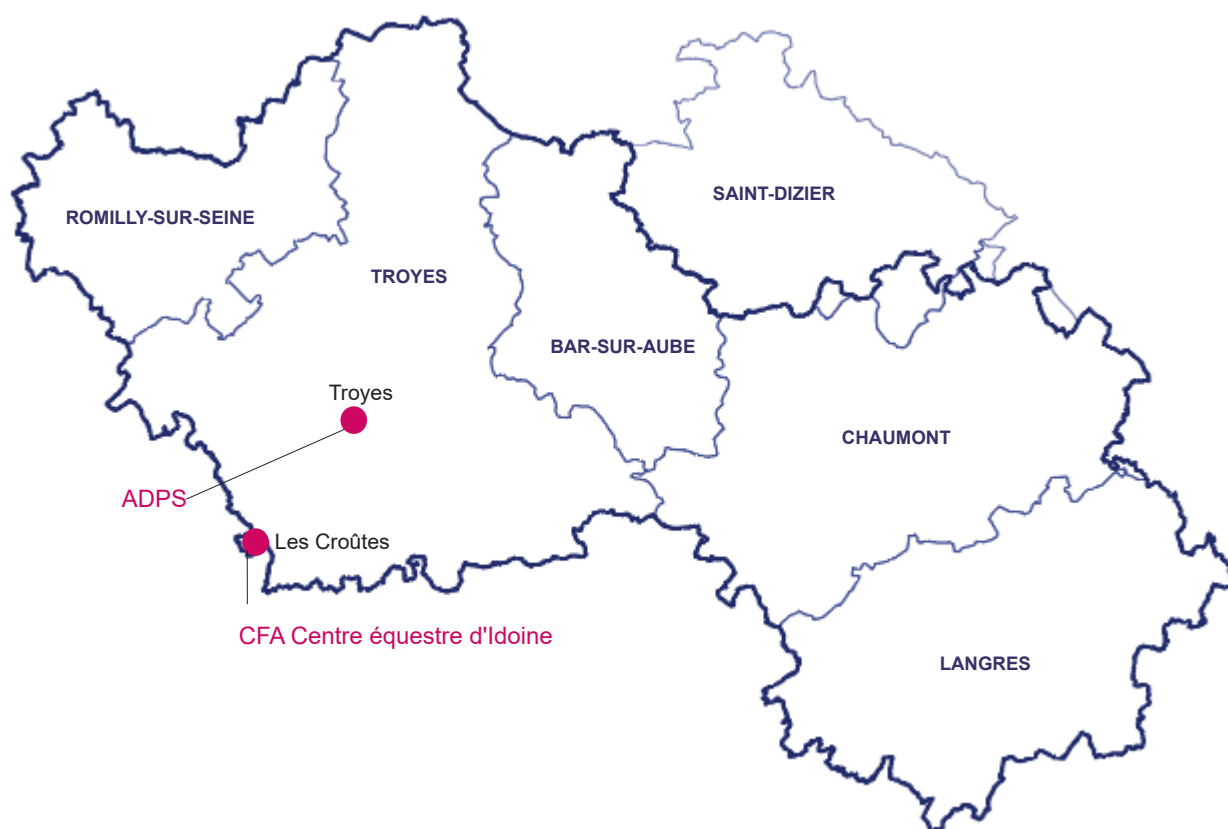 SAINT-DIZIER
ROMILLY-SUR-SEINE
TROYES
BAR-SUR-AUBE
Troyes
CHAUMONT
ADPS
Les Croûtes
CFA Centre équestre d'Idoine
LANGRES